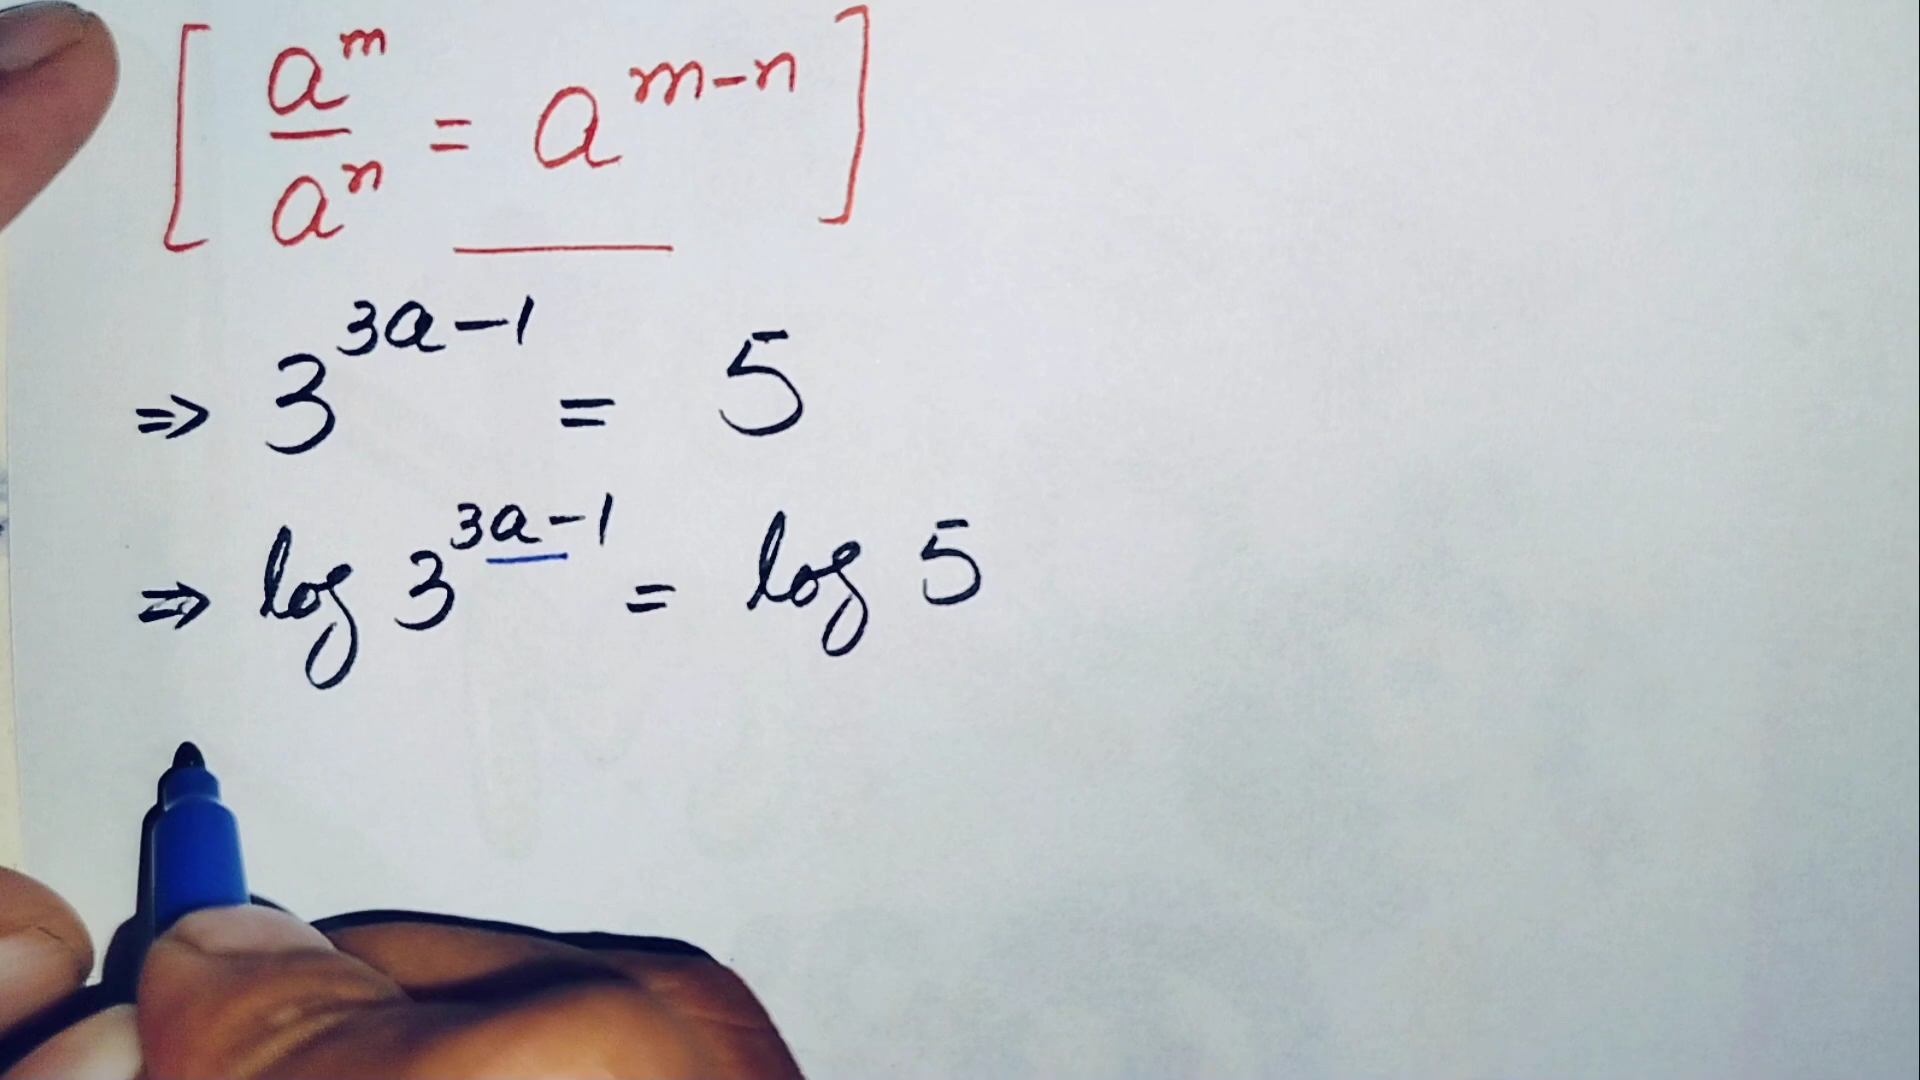 [ a^m / a^n = a^{m-n} ]
⇒ 3^{3a-1} = 5
⇒ log 3^{3a-1} = log 5